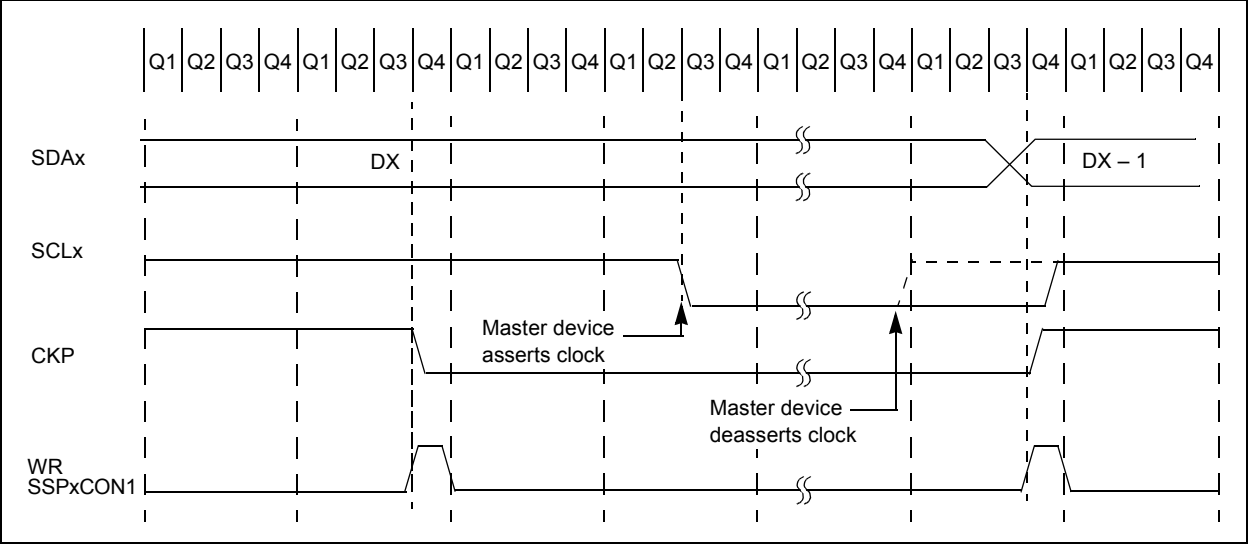 Q1 Q2 Q3 Q4 Q1 Q2 Q3 Q4 Q1 Q2 Q3 Q4 Q1 Q2 Q3 Q4 Q1 Q2 Q3 Q4 Q1 Q2 Q3 Q4 Q1 Q2 Q3 Q4
SDAx
DX
DX – 1
SCLx
Master device
asserts clock
CKP
Master device
deasserts clock
WR
SSPxCON1